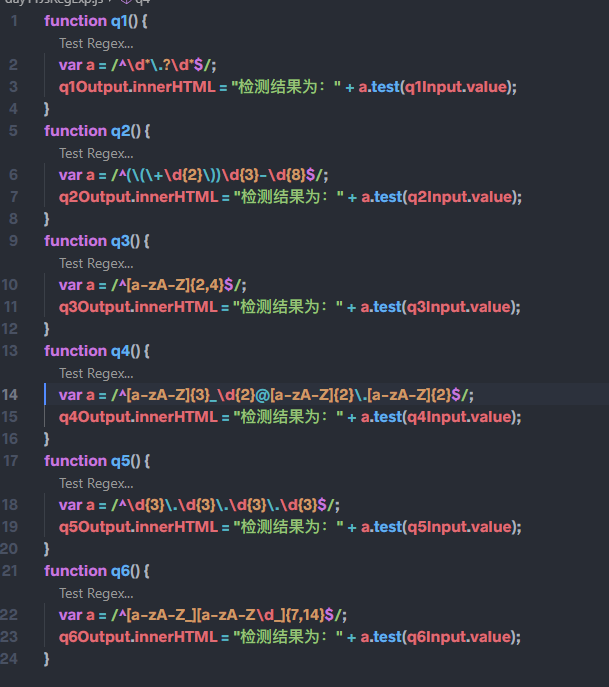 function q1() {
Test Regex...
1
2 var a = /^\d*\.?\d*$/;
3 q1Output.innerHTML = "检测结果为：" + a.test(q1Input.value);
4 }
5 function q2() {
Test Regex...
6 var a = /^(\(\+\d{2}\))\d{3}-\d{8}$/;
7 q2Output.innerHTML = "检测结果为：" + a.test(q2Input.value);
8 }
9 function q3() {
Test Regex...
10 var a = /^[a-zA-Z]{2,4}$/;
11 q3Output.innerHTML = "检测结果为：" + a.test(q3Input.value);
12 }
13 function q4() {
Test Regex...
14 var a = /^[a-zA-Z]{3}_\d{2}@[a-zA-Z]{2}\.[a-zA-Z]{2}$/;
15 q4Output.innerHTML = "检测结果为：" + a.test(q4Input.value);
16 }
17 function q5() {
Test Regex...
18 var a = /^\d{3}\.\d{3}\.\d{3}\.\d{3}$/;
19 q5Output.innerHTML = "检测结果为：" + a.test(q5Input.value);
20 }
21 function q6() {
Test Regex...
22 var a = /^[a-zA-Z_][a-zA-Z\d_]{7,14}$/;
23 q6Output.innerHTML = "检测结果为：" + a.test(q6Input.value);
24 }